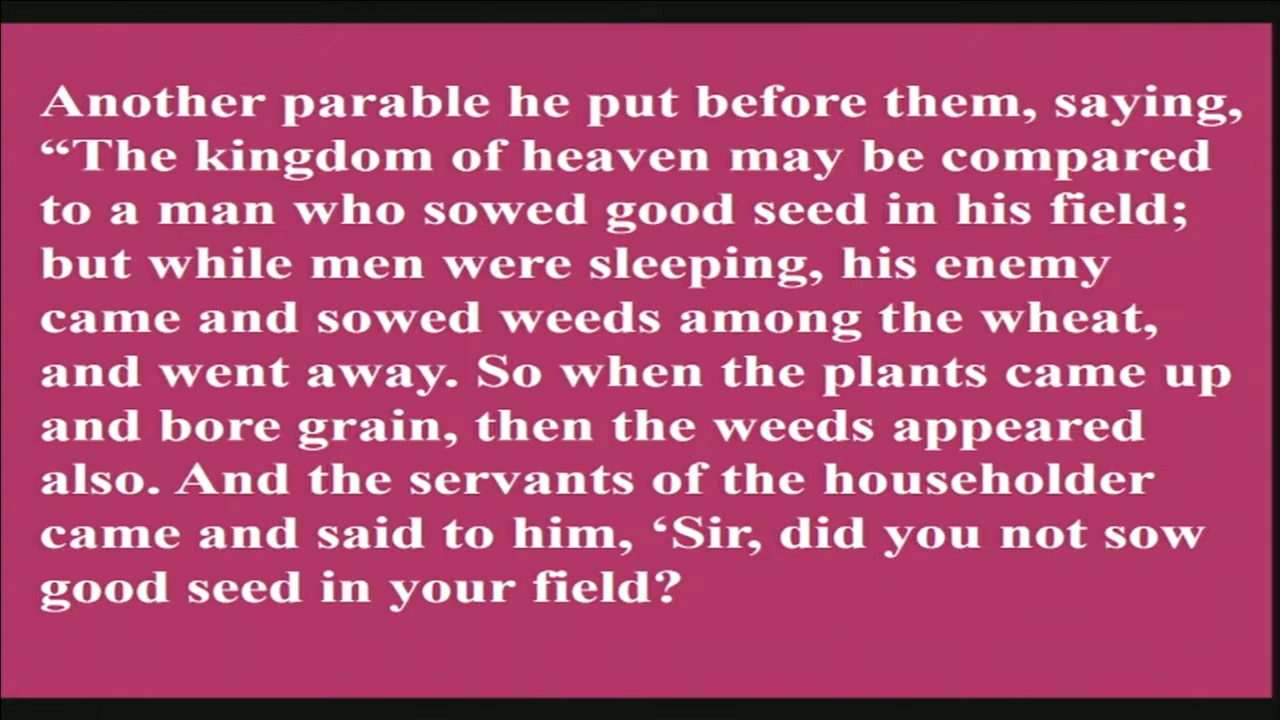 Another parable he put before them, saying,
“The kingdom of heaven may be compared
to a man who sowed good seed in his field;
but while men were sleeping, his enemy
came and sowed weeds among the wheat,
and went away. So when the plants came up
and bore grain, then the weeds appeared
also. And the servants of the householder
came and said to him, ‘Sir, did you not sow
good seed in your field?